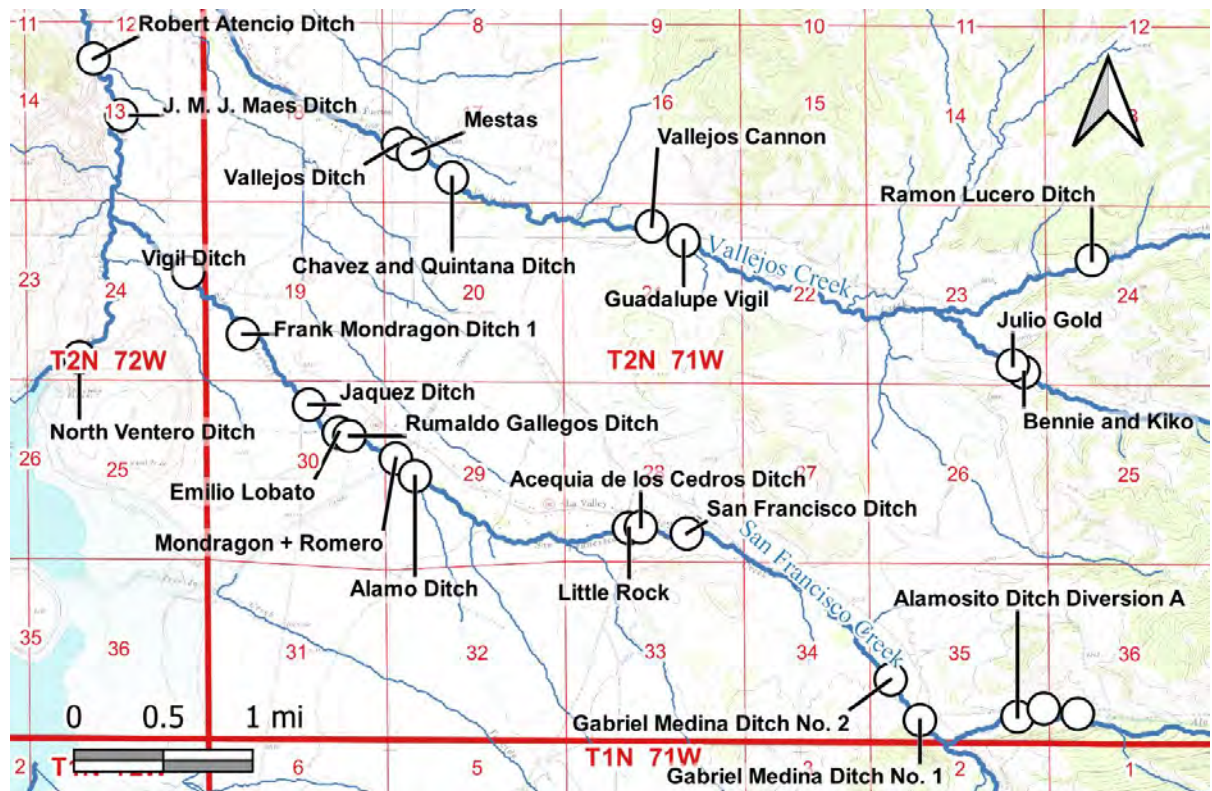 11 12 8 9 10 11 12
Robert Atencio Ditch
14 13 J. M. J. Maes Ditch 18 17 16 15 14
Mestas
Vallejos Cannon
Vallejos Ditch
Ramon Lucero Ditch
Vigil Ditch
Chavez and Quintana Ditch
Vallejos Creek
23 24 19 20 21 22 23 24
Guadalupe Vigil
Julio Gold
Frank Mondragon Ditch 1
T2N 72W T2N 71W
Jaquez Ditch
Bennie and Kiko
North Ventero Ditch
Rumaldo Gallegos Ditch
26 25 30 29 28 27 26 25
Acequia de los Cedros Ditch
Emilio Lobato
San Francisco Ditch
Mondragon + Romero
San Francisco Creek
Alamo Ditch
Little Rock
Alamosito Ditch Diversion A
35 36 31 32 33 34 35 36
0 0.5 1 mi
Gabriel Medina Ditch No. 2
T1N 71W
2 6 5 2 1
Gabriel Medina Ditch No. 1